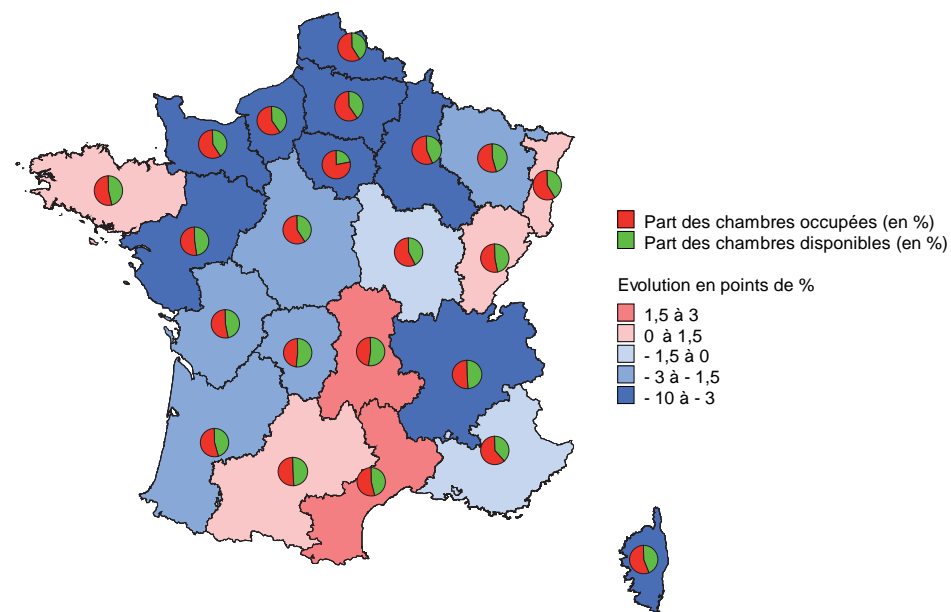 Part des chambres occupées (en %)
Part des chambres disponibles (en %)
Evolution en points de %
1,5 à 3
0 à 1,5
- 1,5 à 0
- 3 à - 1,5
- 10 à - 3